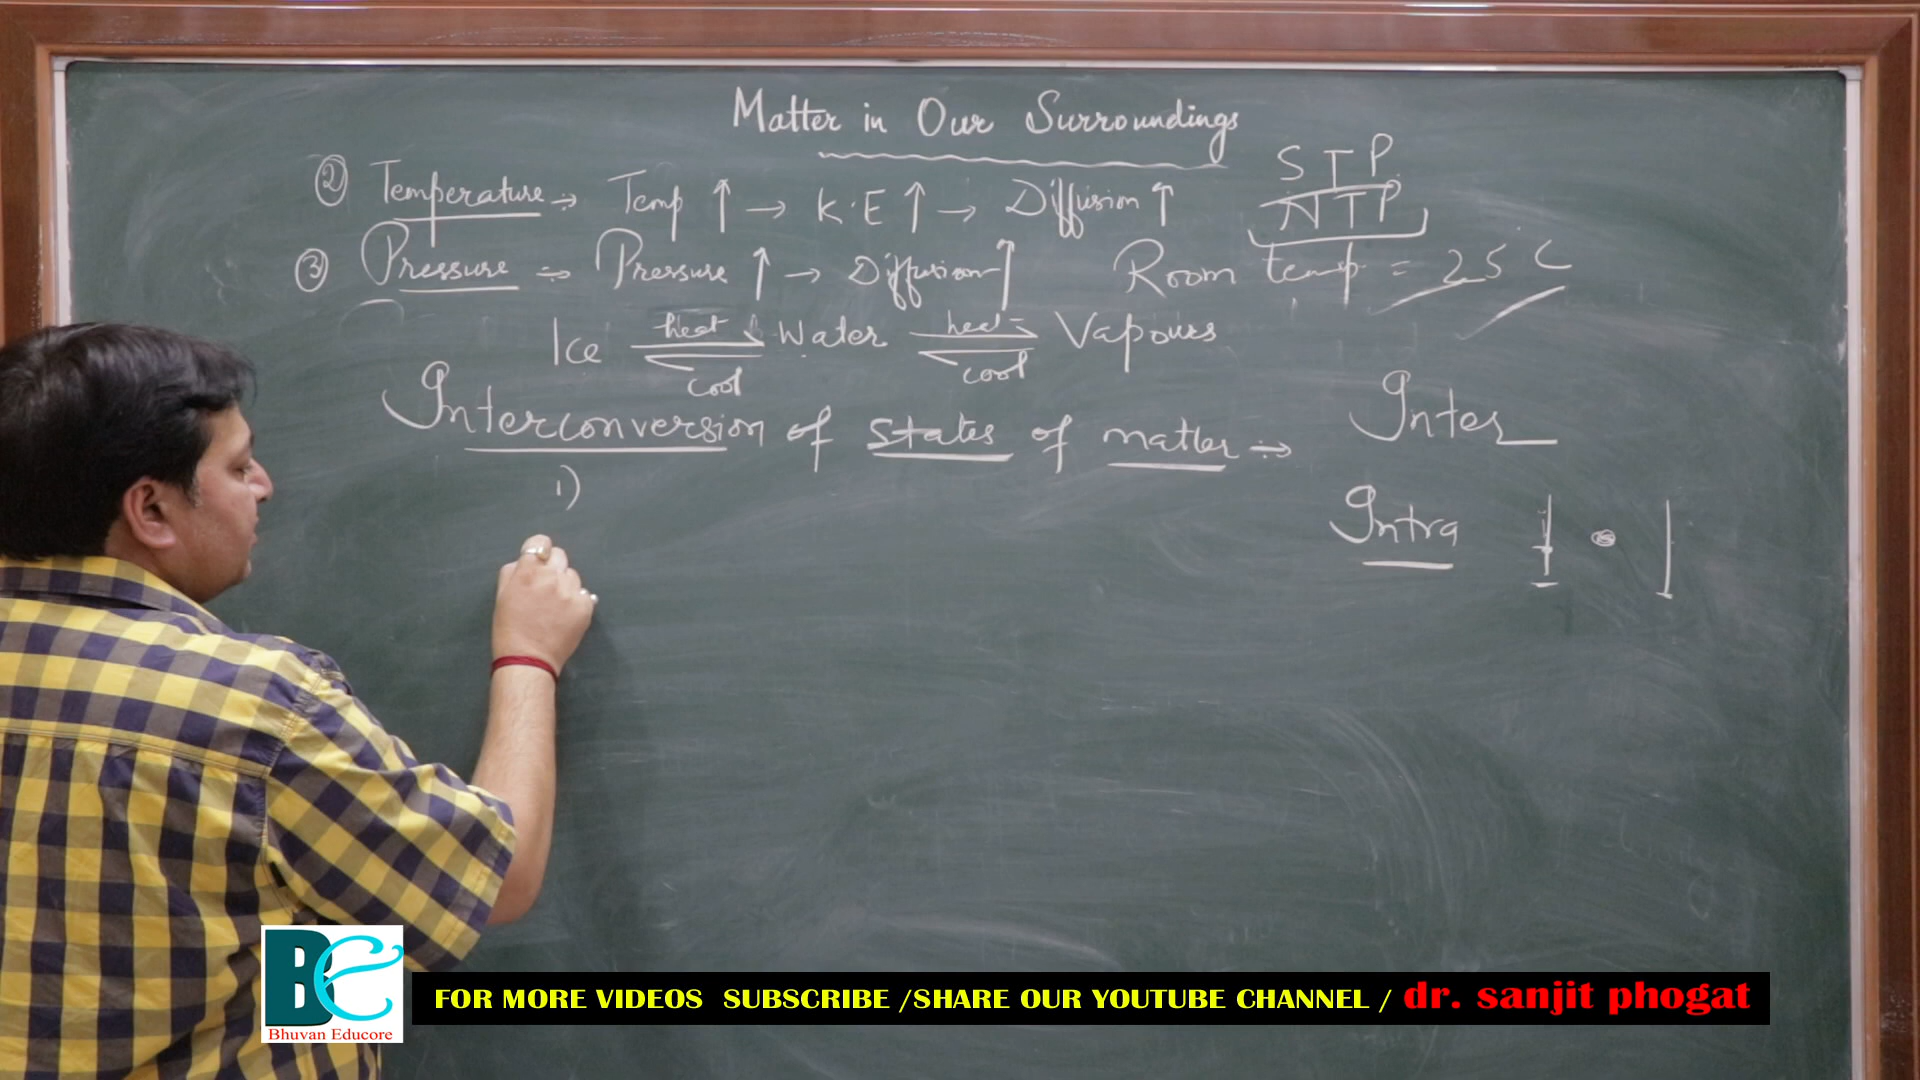 Matter in Our Surroundings
STP
② Temperature → Temp ↑ → K.E ↑ → Diffusion ↑
NTP
③ Pressure → Pressure ↑ → Diffusion ↑
Room temp = 25°C
Ice heat cool Water heat cool Vapours
Interconversion of states of matter →
Inter
1)
Intra
BE
Bhuvan Educore
FOR MORE VIDEOS SUBSCRIBE /SHARE OUR YOUTUBE CHANNEL / dr. sanjit phogat